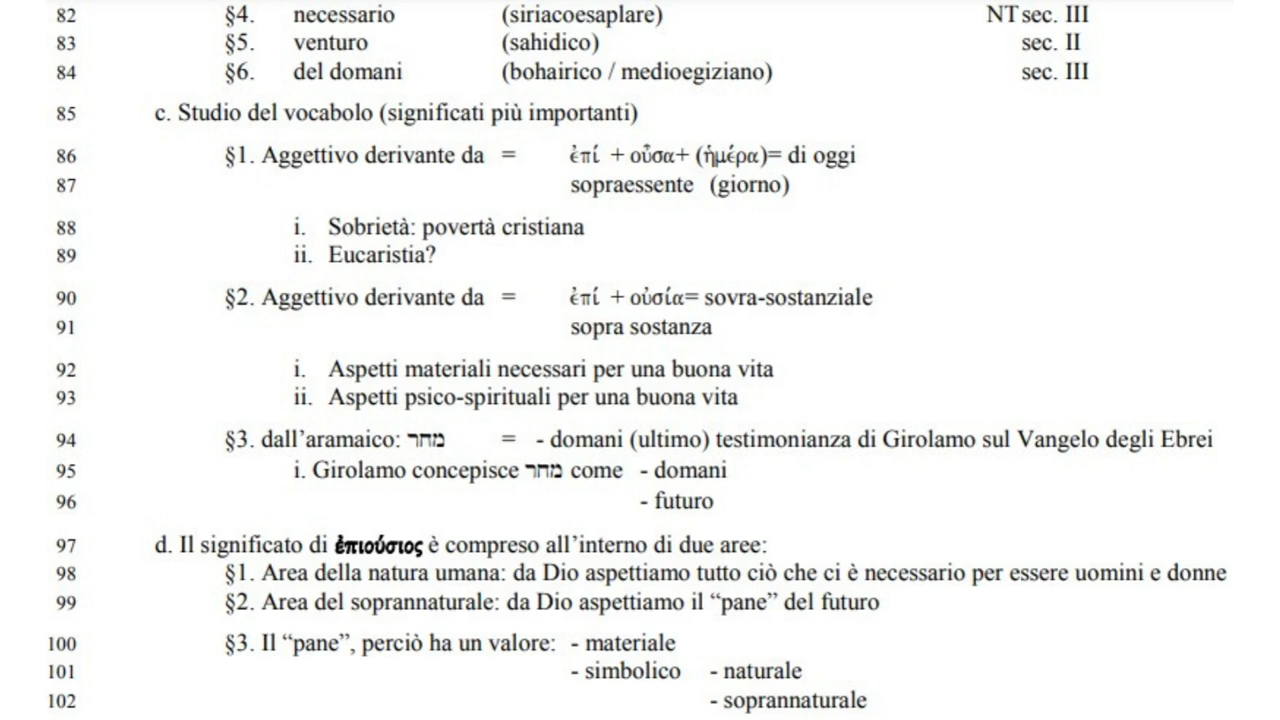 82 §4. necessario (siriacoesaplare) NT sec. III
83 §5. venturo (sahidico) sec. II
84 §6. del domani (bohairico / medioegiziano) sec. III
85 c. Studio del vocabolo (significati più importanti)
86 §1. Aggettivo derivante da = ἐπί + οὖσα+ (ἡμέρα)= di oggi
87 sopraessente (giorno)
88 i. Sobrietà: povertà cristiana
89 ii. Eucaristia?
90 §2. Aggettivo derivante da = ἐπί + οὐσία= sovra-sostanziale
91 sopra sostanza
92 i. Aspetti materiali necessari per una buona vita
93 ii. Aspetti psico-spirituali per una buona vita
94 §3. dall’aramaico: מחר = - domani (ultimo) testimonianza di Girolamo sul Vangelo degli Ebrei
95 i. Girolamo concepisce מחר come - domani
96 - futuro
97 d. Il significato di ἐπιούσιος è compreso all’interno di due aree:
98 §1. Area della natura umana: da Dio aspettiamo tutto ciò che ci è necessario per essere uomini e donne
99 §2. Area del soprannaturale: da Dio aspettiamo il “pane” del futuro
100 §3. Il “pane”, perciò ha un valore: - materiale
101 - simbolico - naturale
102 - soprannaturale